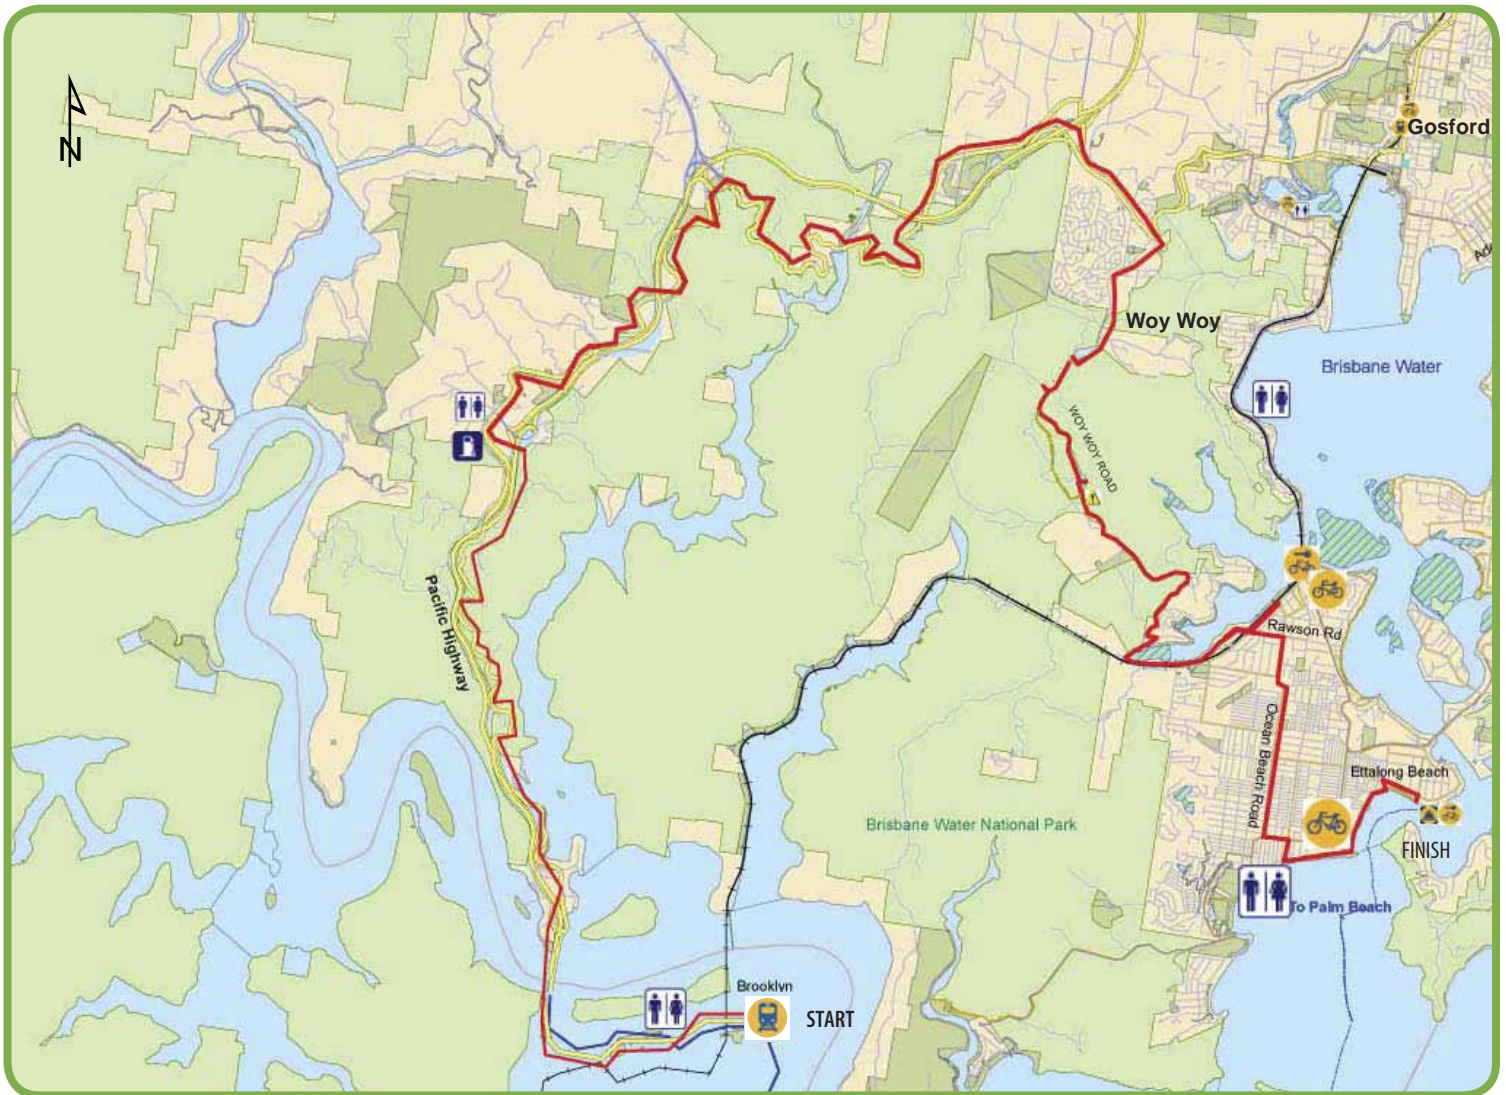 N
Gosford
Woy Woy
Brisbane Water
WOY WOY ROAD
Pacific Highway
Rawson Rd
Ocean Beach Road
Ettalong Beach
Brisbane Water National Park
FINISH
To Palm Beach
Brooklyn
START